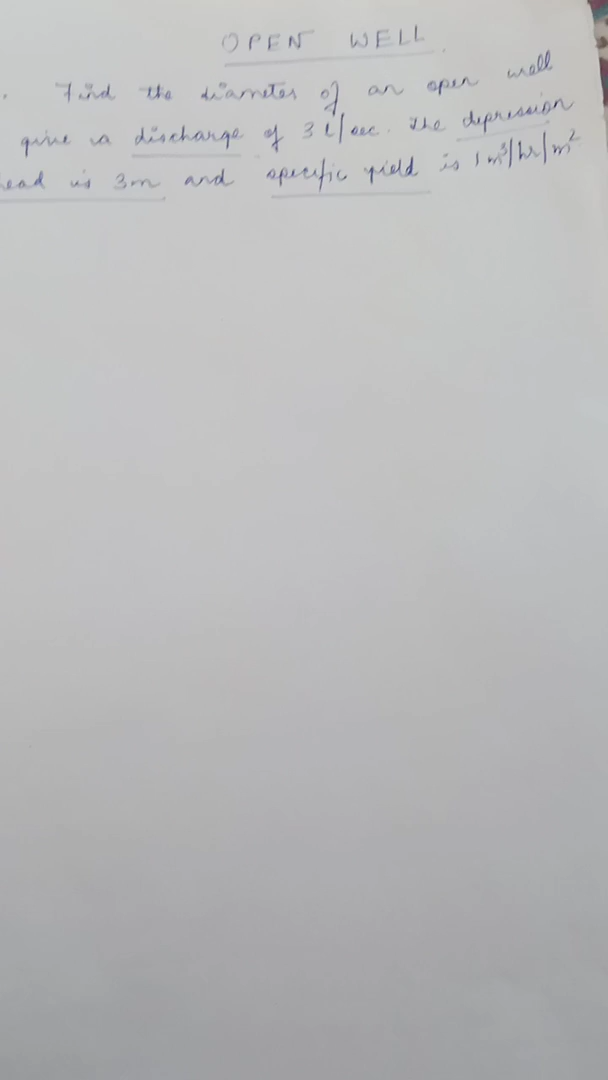 OPEN WELL
. Find the diameter of an open well
give a discharge of 3 l/sec. The depression
ead is 3m and specific yield is 1 m³/hr/m²